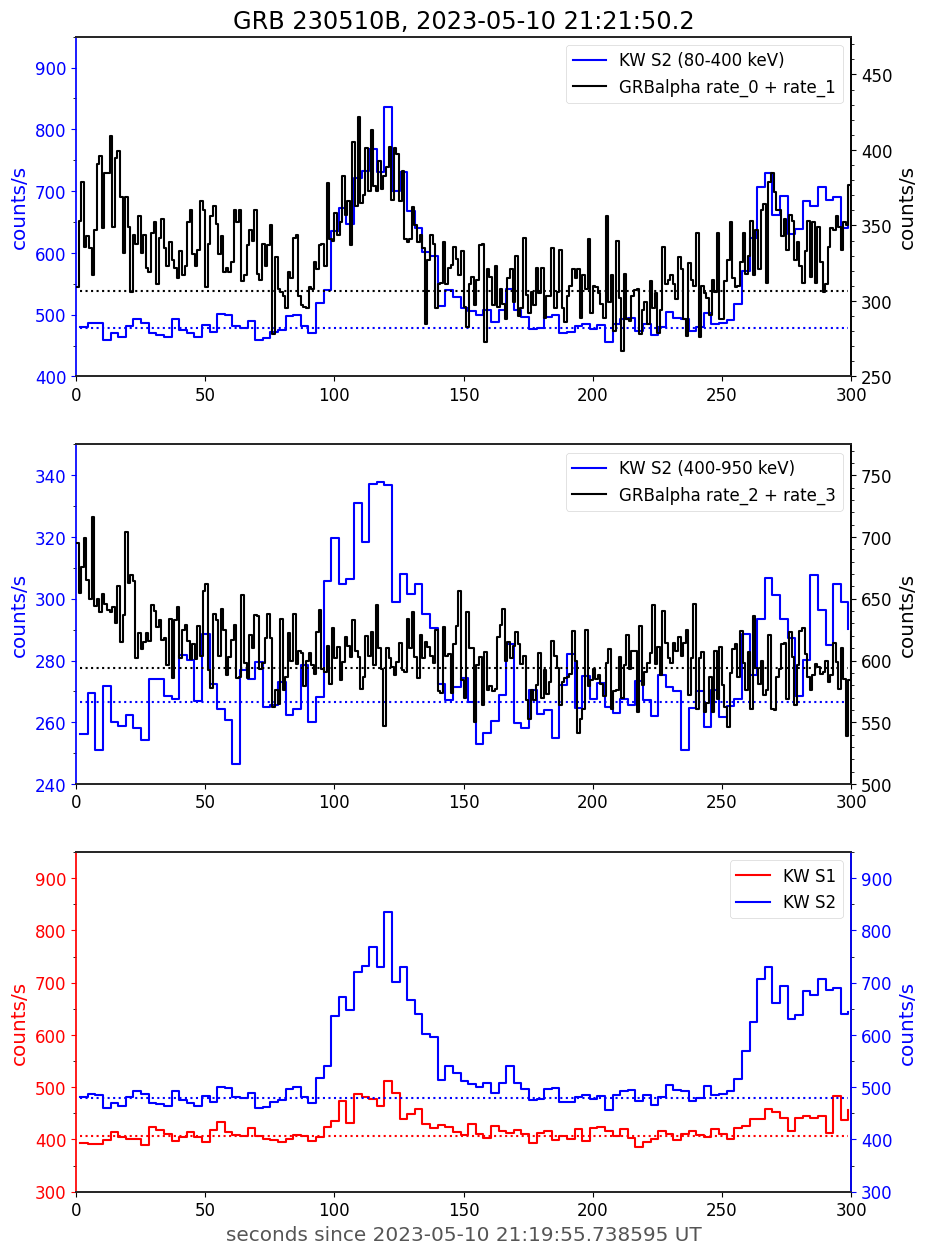 GRB 230510B, 2023-05-10 21:21:50.2
KW S2 (80-400 keV)
GRBalpha rate_0 + rate_1
900
800
700
600
500
400
450
400
350
300
250
counts/s
counts/s
0 50 100 150 200 250 300
KW S2 (400-950 keV)
GRBalpha rate_2 + rate_3
340
320
300
280
260
240
750
700
650
600
550
500
counts/s
counts/s
0 50 100 150 200 250 300
KW S1
KW S2
900
800
700
600
500
400
300
900
800
700
600
500
400
300
counts/s
counts/s
0 50 100 150 200 250 300
seconds since 2023-05-10 21:19:55.738595 UT